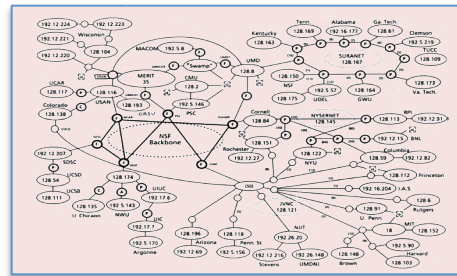 192.12.224
192.12.223
Wisconsin
192.12.221
128.104
192.12.220
MACOM
192.5.8
"Swamp"
UMD
128.8
MERIT
35
CMU
128.2
UCAR
128.117
128.116
USAN
128.193
O.R.S.U
192.5.146
PSC
Colorado
128.138
NSF
Backbone
192.12.207
SDSC
UCSD
128.54
UCSB
128.111
128.174
UIUC
192.17.6
128.135
U. Chicago
192.5.143
NWU
UIC
192.17.7
192.5.170
Argonne
Tenn.
128.169
Alabama
192.16.177
Ga. Tech
128.61
Clemson
192.5.219
Kentucky
128.163
TUCC
128.109
SURANET
128.167
128.150
NSF
128.175
192.5.57
UDEL
128.164
GWU
128.173
Va. Tech.
Cornell
128.84
NYSERNET
128.145
128.113
RPI
192.12.91
128.151
Rochester
192.12.15
BNL
128.122
NYU
Columbia
128.59
192.12.82
128.112
Princeton
192.16.204
I.A.S.
128.6
Rutgers
128.91
U. Penn.
JVNC
128.121
MIT
18
128.152
192.5.90
Harvard
128.103
128.148
Brown
NJIT
192.26.20
192.12.216
Stevens
192.26.148
UMDNJ
128.118
Penn. St.
192.5.156
128.196
Arizona
192.12.69